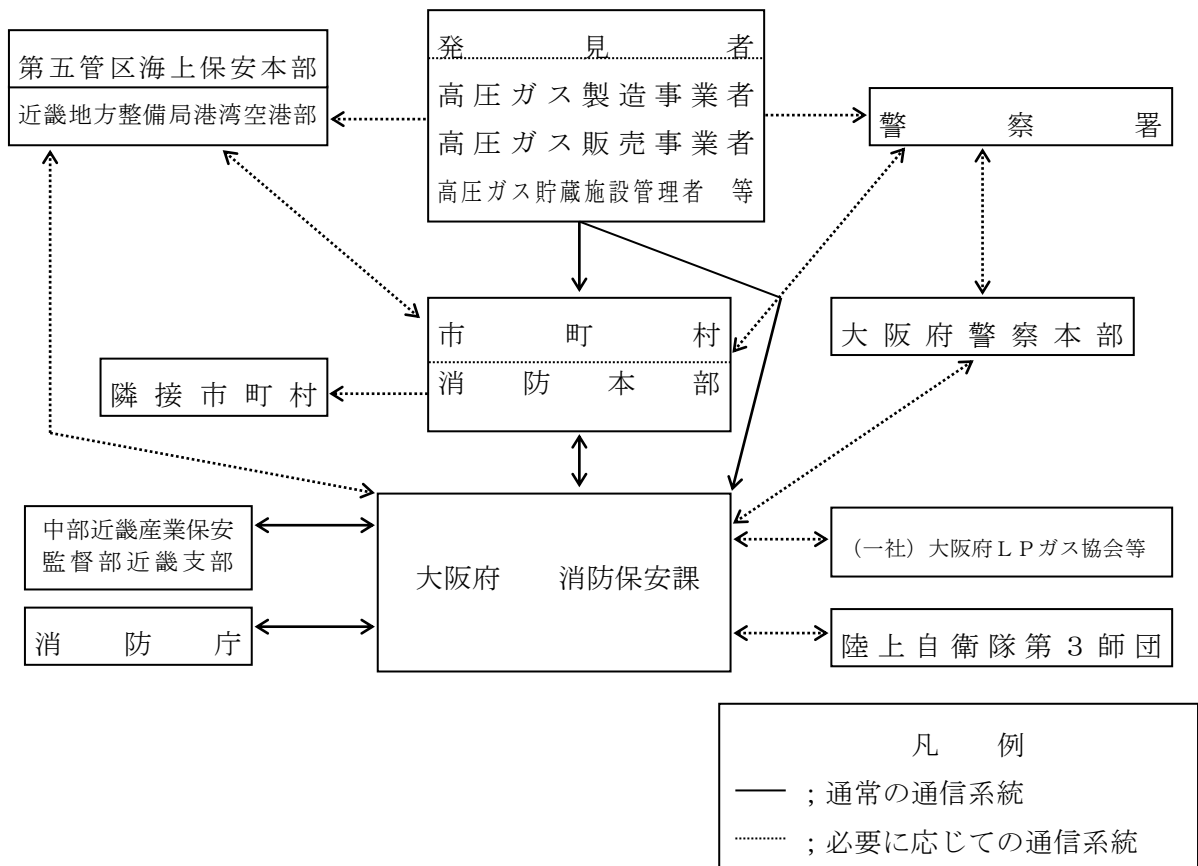 発見者
高圧ガス製造事業者
高圧ガス販売事業者
高圧ガス貯蔵施設管理者 等
第五管区海上保安本部
近畿地方整備局港湾空港部
警察署
市町村
消防本部
大阪府警察本部
隣接市町村
中部近畿産業保安
監督部近畿支部
大阪府 消防保安課
(一社)大阪府LPガス協会等
消防庁
陸上自衛隊第3師団
凡例
;通常の通信系統
;必要に応じての通信系統